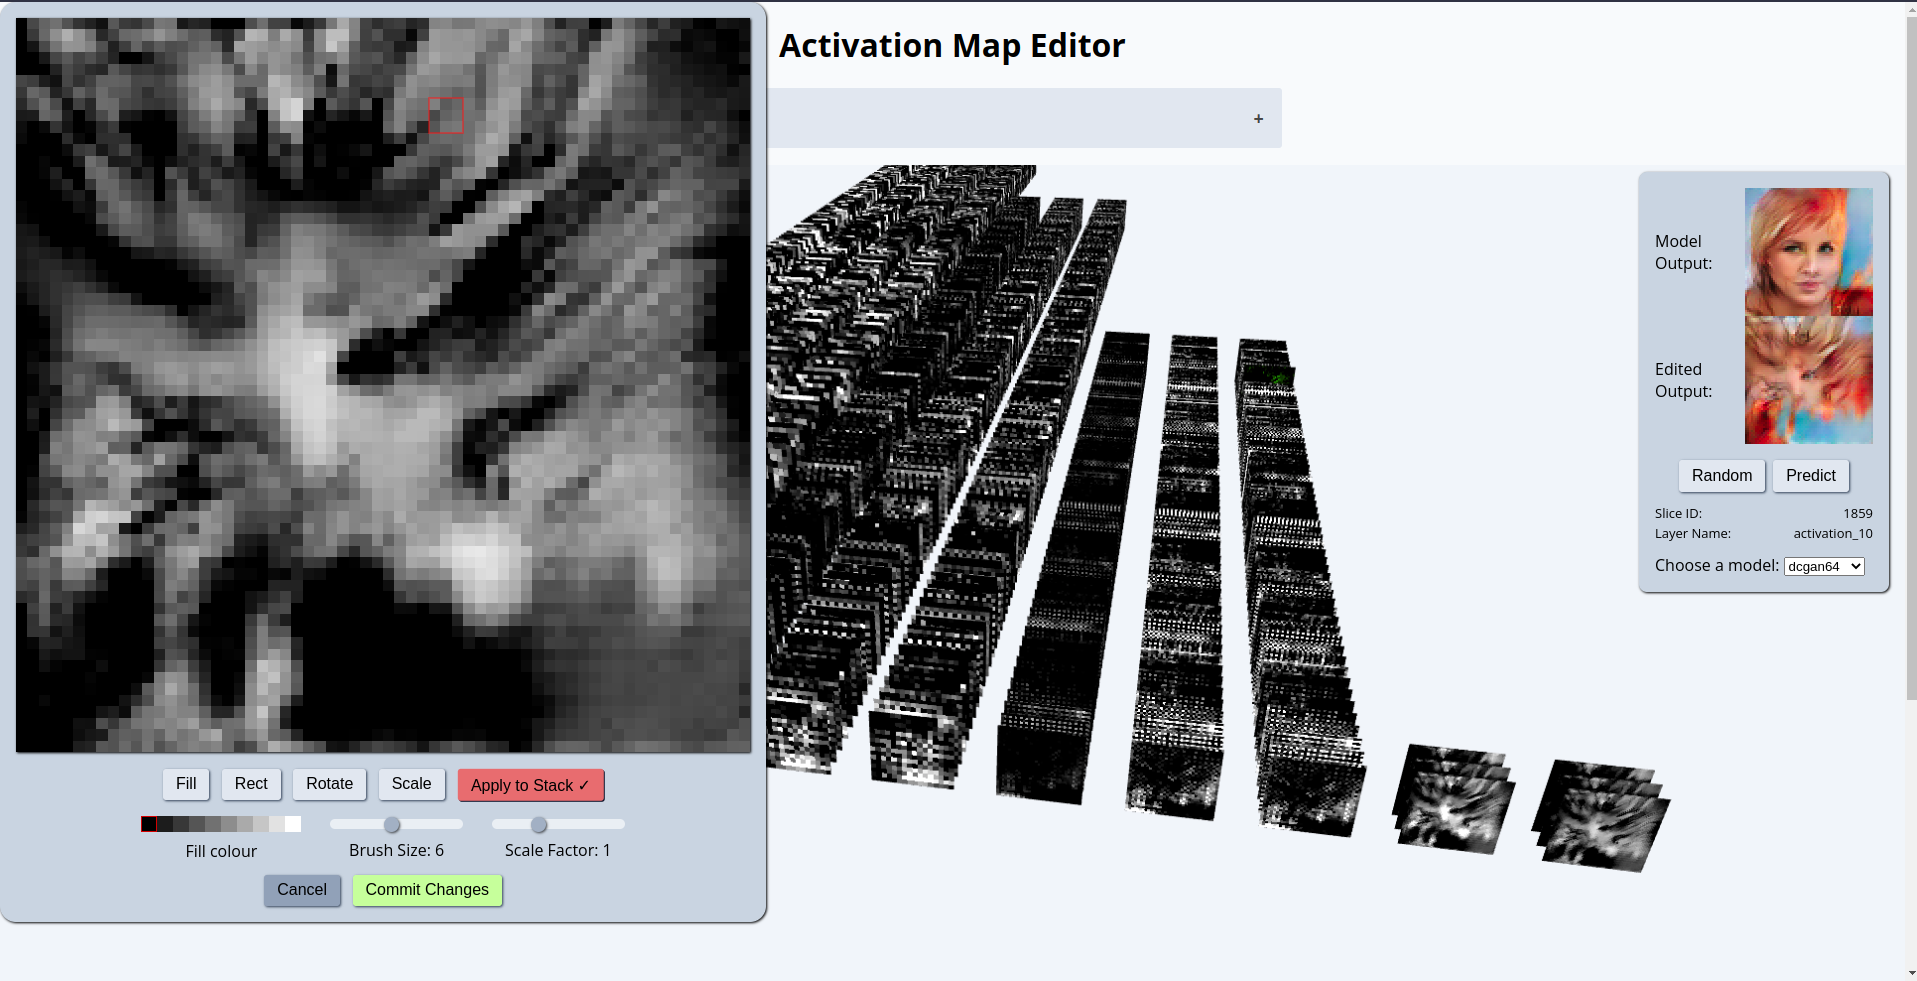 Activation Map Editor
+
Model
Output:
Edited
Output:
Random Predict
Slice ID: 1859
Layer Name: activation_10
Choose a model: dcgan64
Fill Rect Rotate Scale Apply to Stack ✓
Fill colour Brush Size: 6 Scale Factor: 1
Cancel Commit Changes